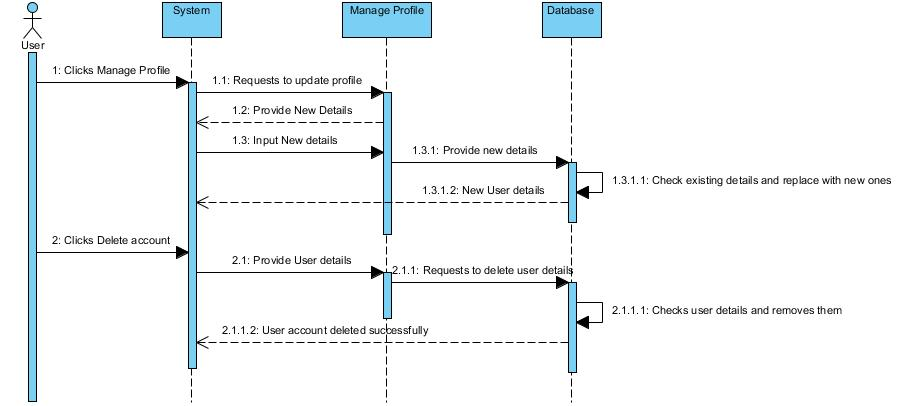 System
Manage Profile
Database
User
1: Clicks Manage Profile
1.1: Requests to update profile
1.2: Provide New Details
1.3: Input New details
1.3.1: Provide new details
1.3.1.1: Check existing details and replace with new ones
1.3.1.2: New User details
2: Clicks Delete account
2.1: Provide User details
2.1.1: Requests to delete user details
2.1.1.1: Checks user details and removes them
2.1.1.2: User account deleted successfully